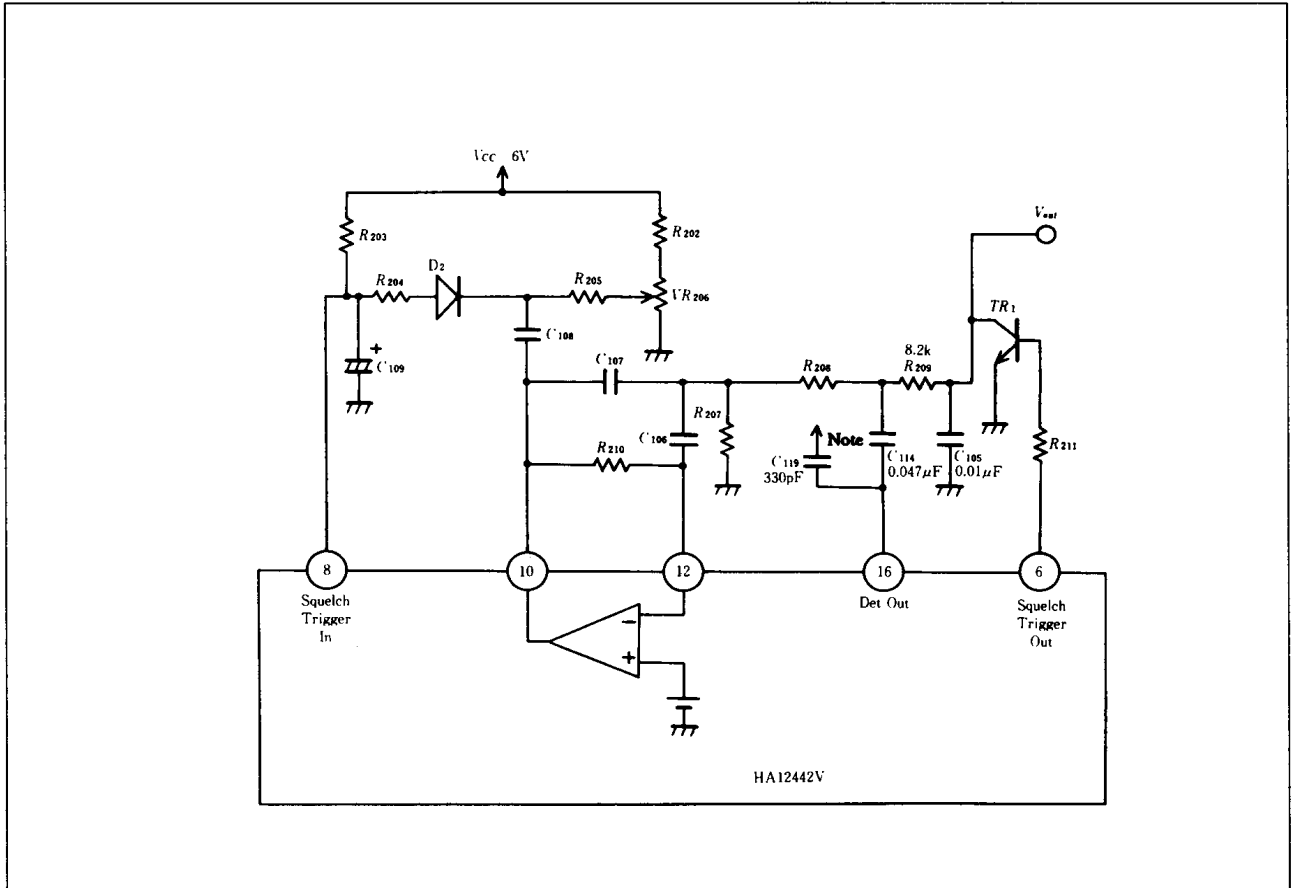 Vcc 6V
Vout
R203
R202
D2
R204
R205
VR206
TR1
C108
+
C109
C107
8.2k
R208
R209
R207
C106
Note
R210
C119
330pF
C114
0.047μF
C105
0.01μF
R211
8
10
12
16
6
Squelch
Trigger
In
Det Out
Squelch
Trigger
Out
−
+
HA12442V